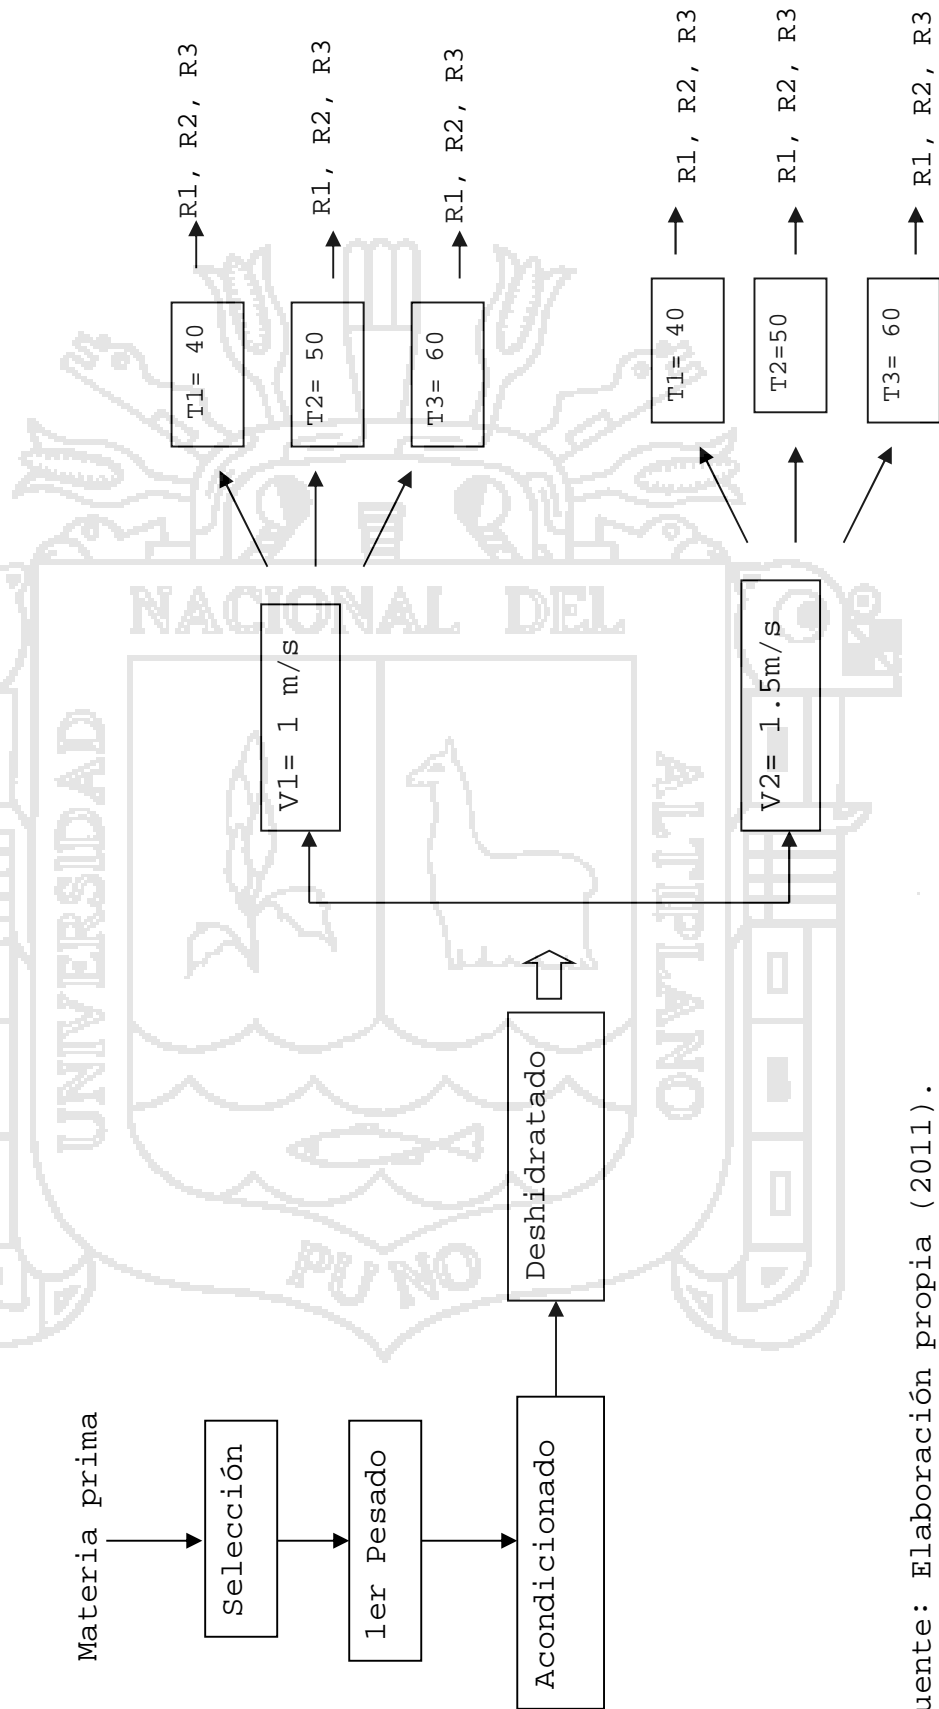 Materia prima
Selección
1er Pesado
Acondicionado
Deshidratado
V1= 1 m/s
V2= 1.5m/s
T1= 40
T2= 50
T3= 60
T1= 40
T2=50
T3= 60
R1, R2, R3
R1, R2, R3
R1, R2, R3
R1, R2, R3
R1, R2, R3
R1, R2, R3
uente: Elaboración propia (2011).
UNIVERSIDAD
NACIONAL DEL
ALTIPLANO
PUNO